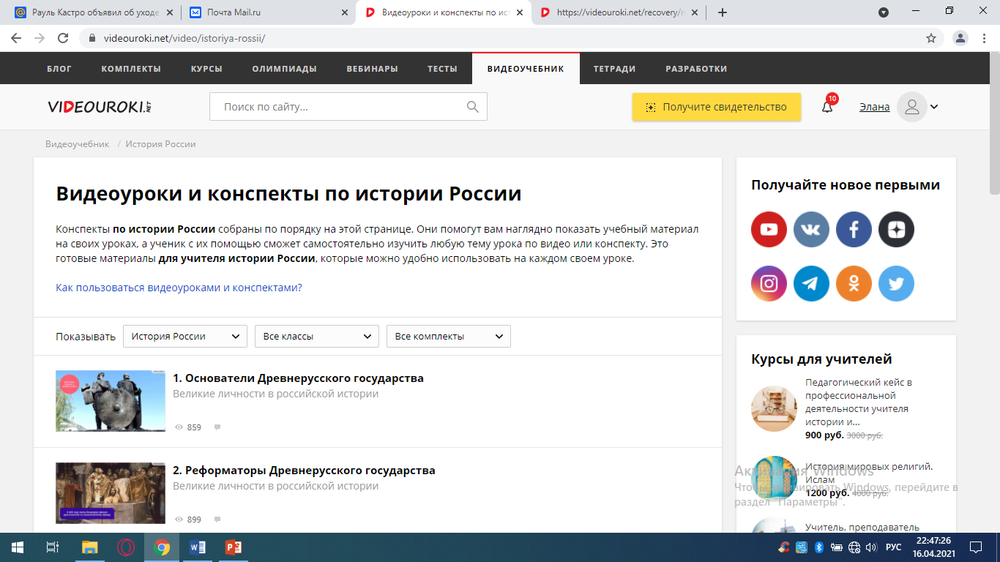 Рауль Кастро объявил об уходе
Почта Mail.ru
Видеоуроки и конспекты по ист
https://videouroki.net/recovery/r
videouroki.net/video/istoriya-rossii/
БЛОГ КОМПЛЕКТЫ КУРСЫ ОЛИМПИАДЫ ВЕБИНАРЫ ТЕСТЫ ВИДЕОУЧЕБНИК ТЕТРАДИ РАЗРАБОТКИ
VIDEOUROKI.NET
Поиск по сайту...
Получите свидетельство
10
Элана
Видеоучебник / История России
Видеоуроки и конспекты по истории России
Конспекты по истории России собраны по порядку на этой странице. Они помогут вам наглядно показать учебный материал
на своих уроках, а ученик с их помощью сможет самостоятельно изучить любую тему урока по видео или конспекту. Это
готовые материалы для учителя истории России, которые можно удобно использовать на каждом своем уроке.
Как пользоваться видеоуроками и конспектами?
Показывать История России Все классы Все комплекты
1. Основатели Древнерусского государства
Великие личности в российской истории
859
2. Реформаторы Древнерусского государства
Великие личности в российской истории
899
Получайте новое первыми
Курсы для учителей
Педагогический кейс в
профессиональной
деятельности учителя
истории и...
900 руб. 3000 руб.
История мировых религий.
Ислам
1200 руб. 4000 руб.
Учитель, преподаватель
Активация Windows
Чтобы активировать Windows, перейдите в
раздел "Параметры".
РУС
22:47:26
16.04.2021